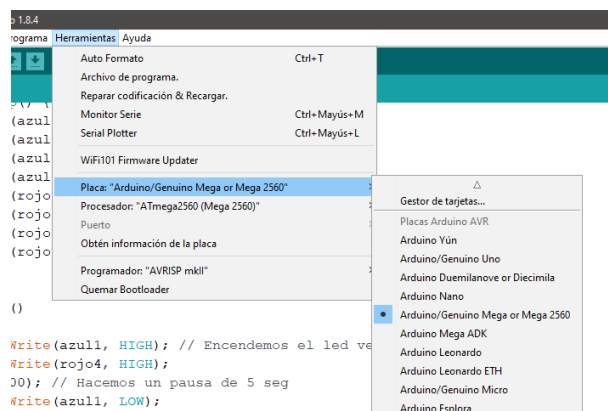 1.8.4
Herramientas Ayuda
Auto Formato Ctrl+T
Archivo de programa.
Reparar codificación & Recargar.
Monitor Serie Ctrl+Mayús+M
Serial Plotter Ctrl+Mayús+L
WiFi101 Firmware Updater
Placa: "Arduino/Genuino Mega or Mega 2560"
Procesador: "ATmega2560 (Mega 2560)"
Puerto
Obtén información de la placa
Programador: "AVRISP mkII"
Quemar Bootloader
Gestor de tarjetas...
Placas Arduino AVR
Arduino Yún
Arduino/Genuino Uno
Arduino Duemilanove or Diecimila
Arduino Nano
Arduino/Genuino Mega or Mega 2560
Arduino Mega ADK
Arduino Leonardo
Arduino Leonardo ETH
Arduino/Genuino Micro
Arduino Esplora
(azul
(azul
(azul
(azul
(rojo
(rojo
(rojo
(rojo
()
Write(azul1, HIGH); // Encendemos el led ve
Write(rojo4, HIGH);
00); // Hacemos un pausa de 5 seg
Write(azul1, LOW);